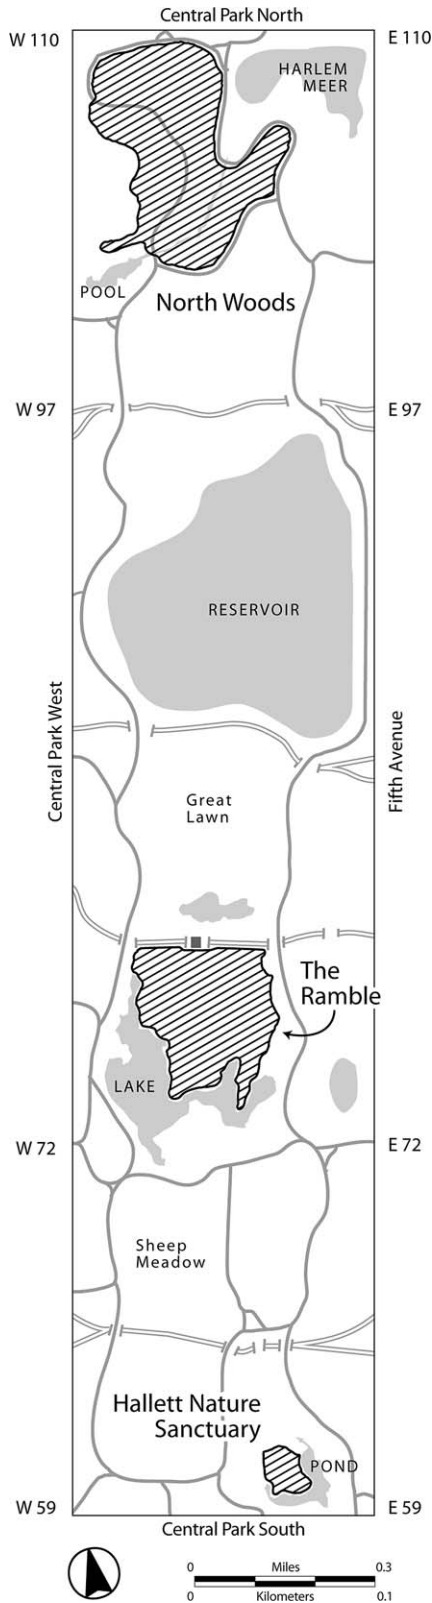 Central Park North
W 110
E 110
HARLEM
MEER
POOL
North Woods
W 97
E 97
RESERVOIR
Central Park West
Fifth Avenue
Great
Lawn
The
Ramble
LAKE
W 72
E 72
Sheep
Meadow
Hallett Nature
Sanctuary
POND
W 59
E 59
Central Park South
0 Miles 0.3
0 Kilometers 0.1